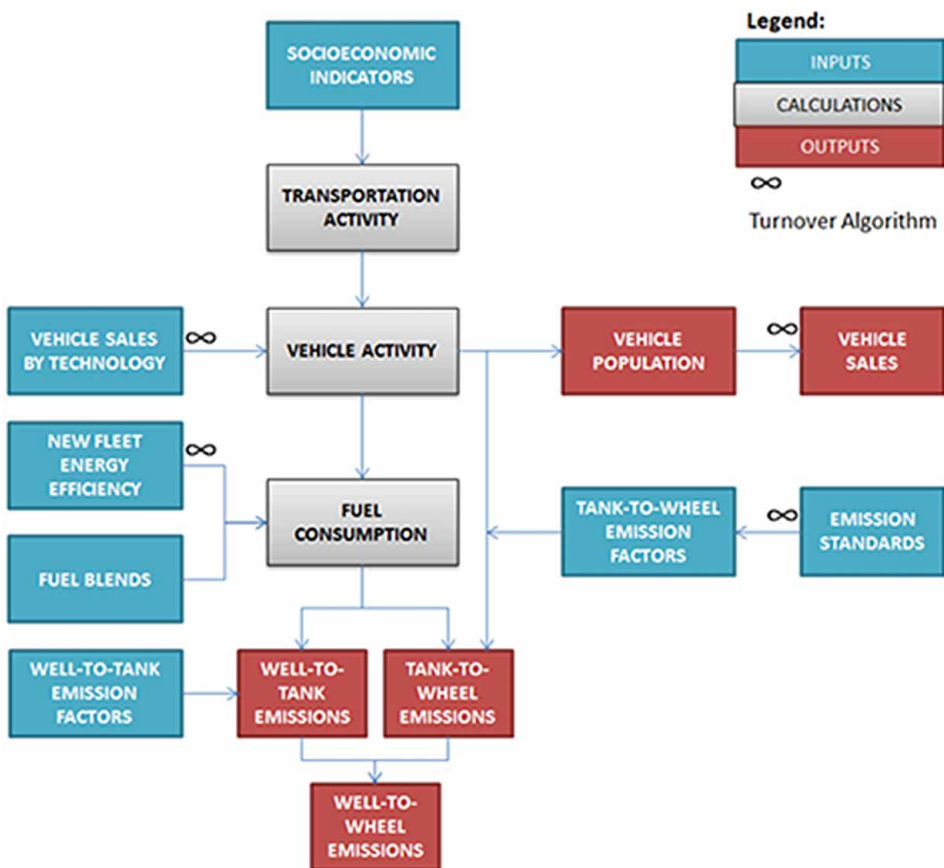 Legend:
SOCIOECONOMIC
INDICATORS
INPUTS
CALCULATIONS
OUTPUTS
∞
Turnover Algorithm
TRANSPORTATION
ACTIVITY
VEHICLE SALES
BY TECHNOLOGY
∞
VEHICLE ACTIVITY
VEHICLE
POPULATION
∞
VEHICLE
SALES
NEW FLEET
ENERGY
EFFICIENCY
∞
FUEL
CONSUMPTION
TANK-TO-WHEEL
EMISSION
FACTORS
∞
EMISSION
STANDARDS
FUEL BLENDS
WELL-TO-TANK
EMISSION
FACTORS
WELL-TO-
TANK
EMISSIONS
TANK-TO-
WHEEL
EMISSIONS
WELL-TO-
WHEEL
EMISSIONS